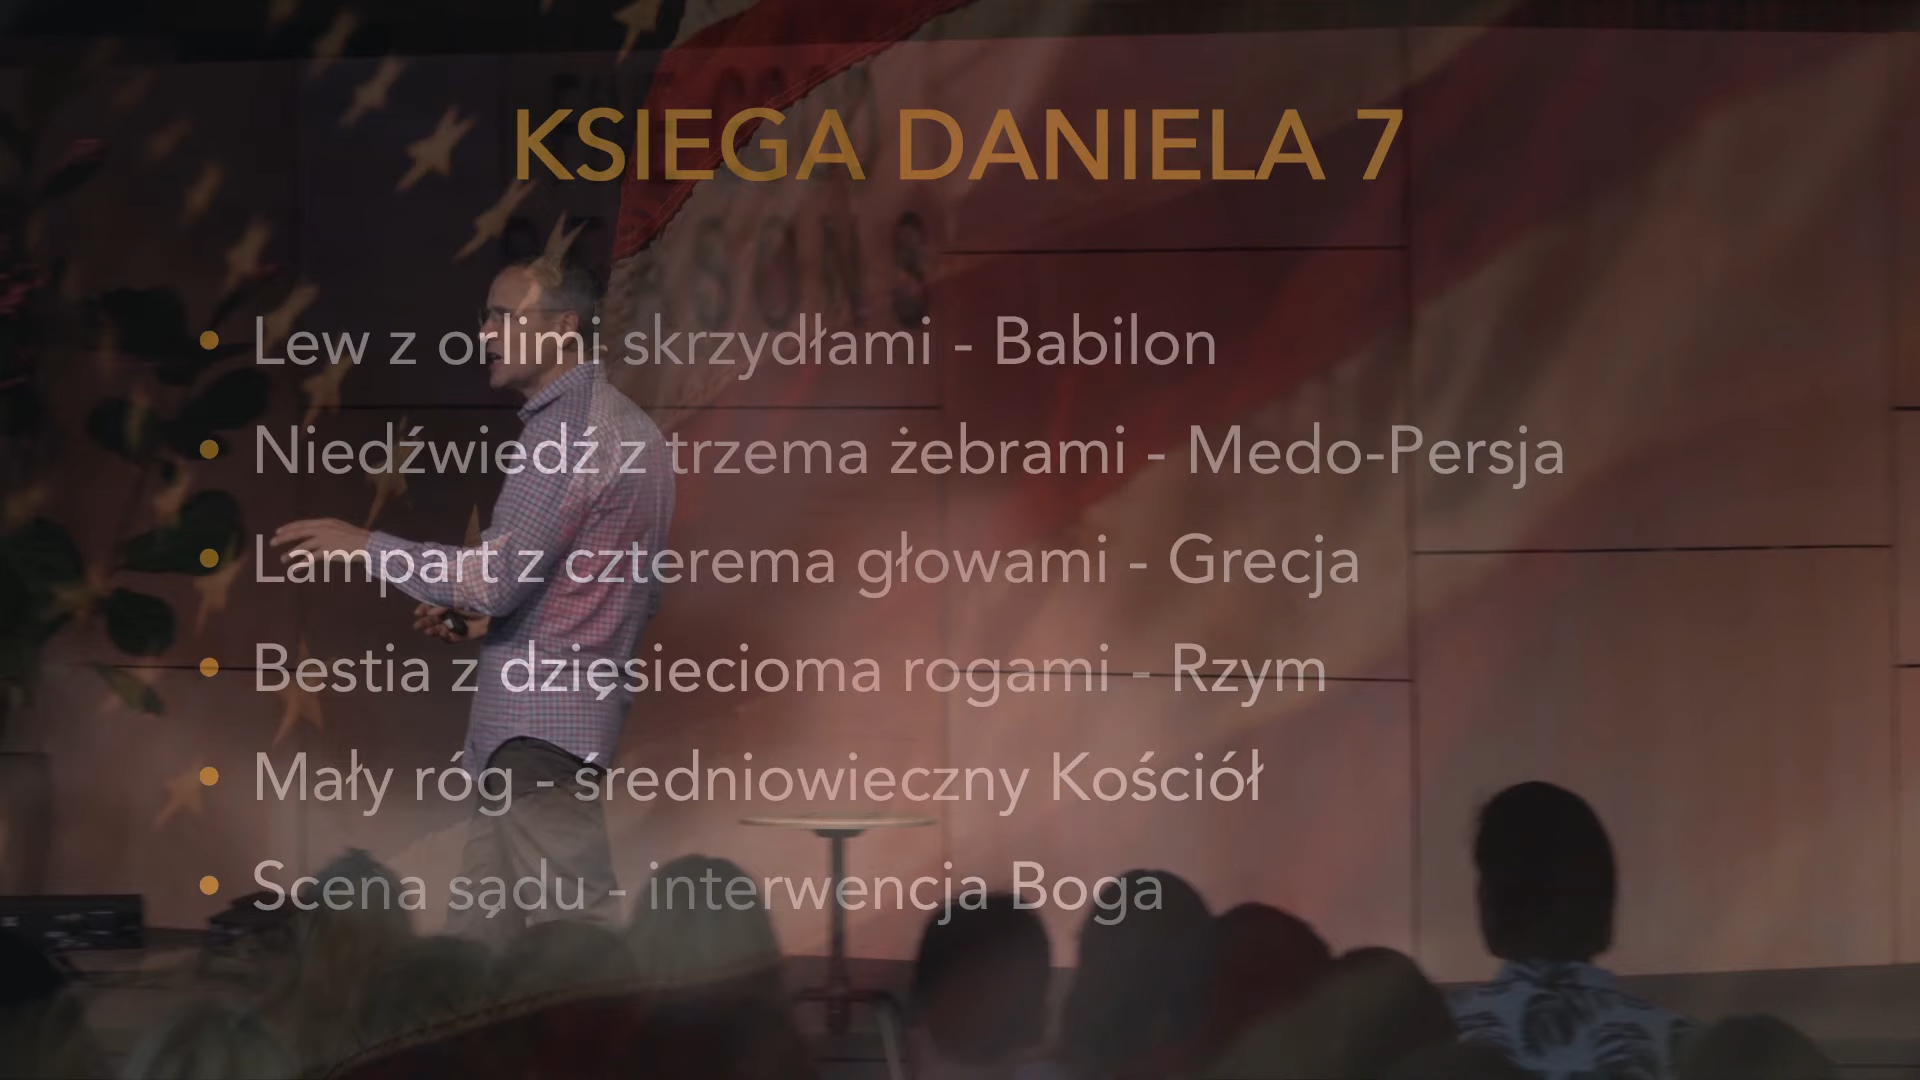 KSIEGA DANIELA 7
• Lew z orlimi skrzydłami - Babilon
• Niedźwiedź z trzema żebrami - Medo-Persja
• Lampart z czterema głowami - Grecja
• Bestia z dzięsiecioma rogami - Rzym
• Mały róg - średniowieczny Kościół
• Scena sądu - interwencja Boga